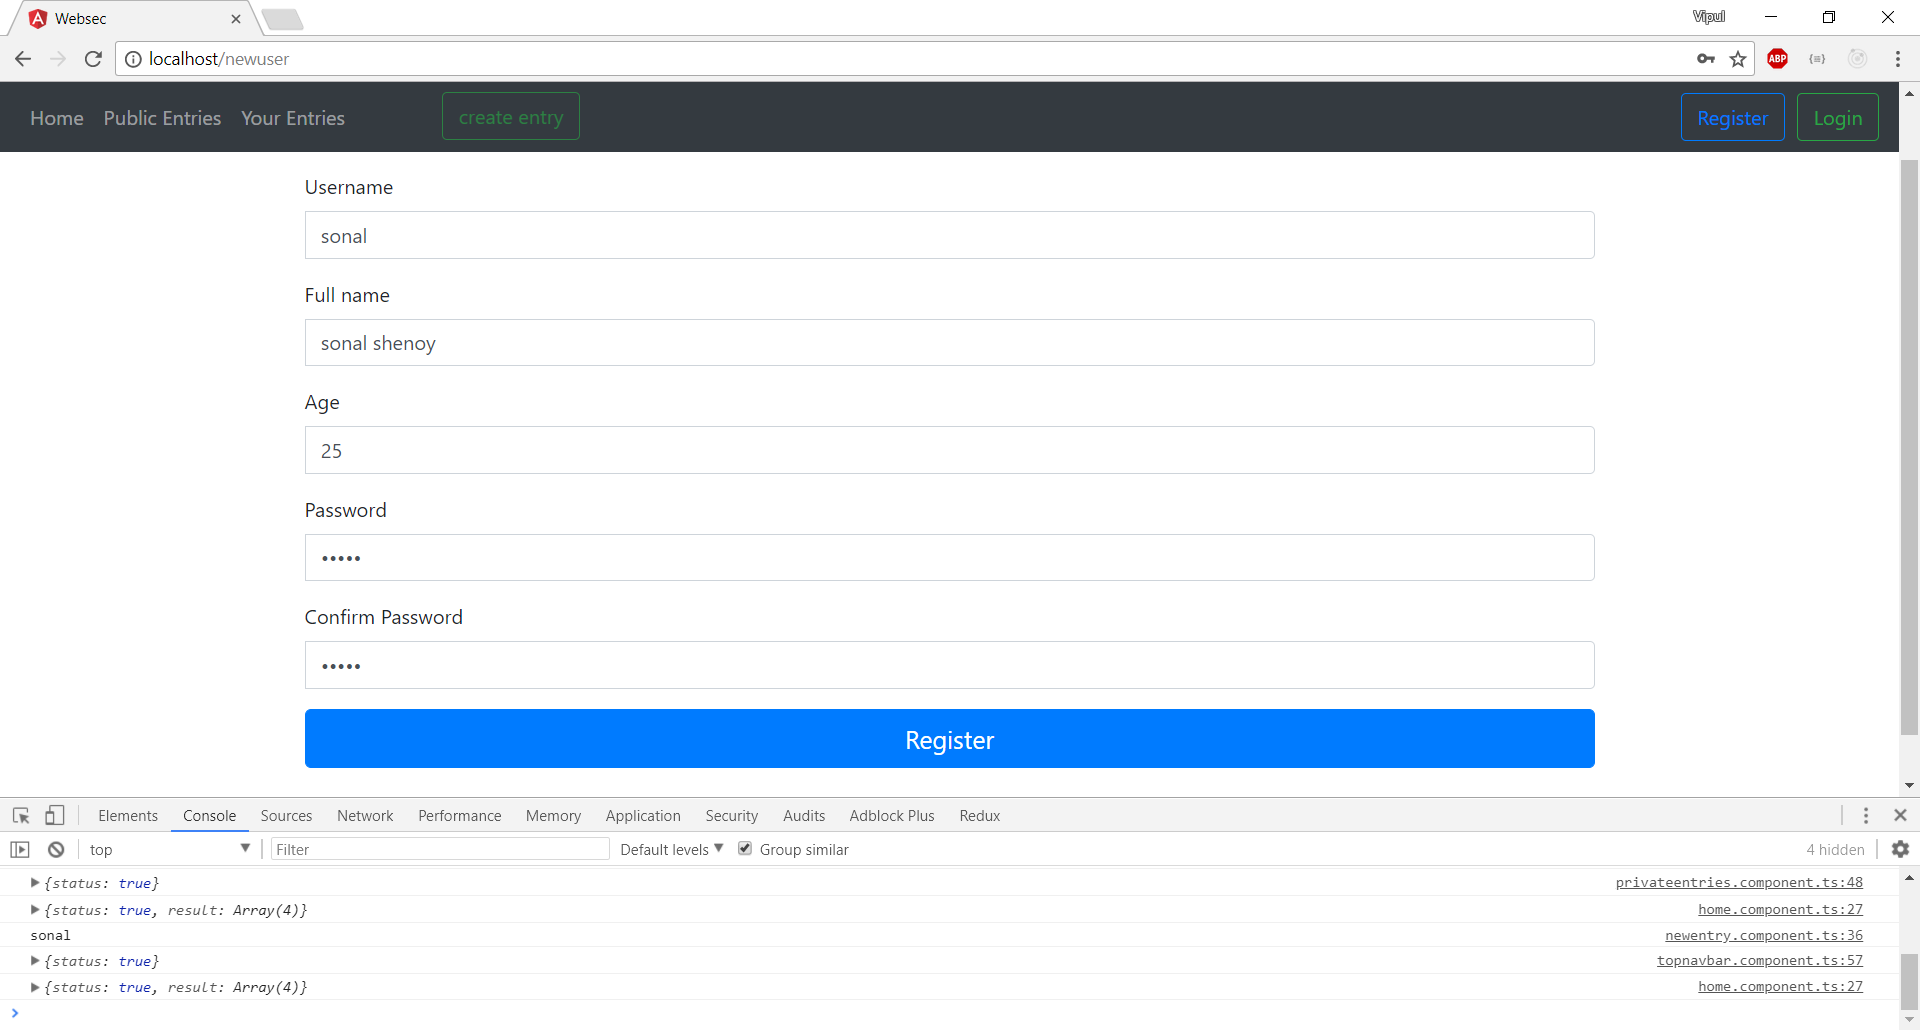 Websec
Vipul
localhost/newuser
ABP
Home Public Entries Your Entries create entry Register Login
Username
sonal
Full name
sonal shenoy
Age
25
Password
•••••
Confirm Password
•••••
Register
Elements Console Sources Network Performance Memory Application Security Audits Adblock Plus Redux
top Filter Default levels Group similar 4 hidden
{status: true} privateentries.component.ts:48
{status: true, result: Array(4)} home.component.ts:27
sonal newentry.component.ts:36
{status: true} topnavbar.component.ts:57
{status: true, result: Array(4)} home.component.ts:27